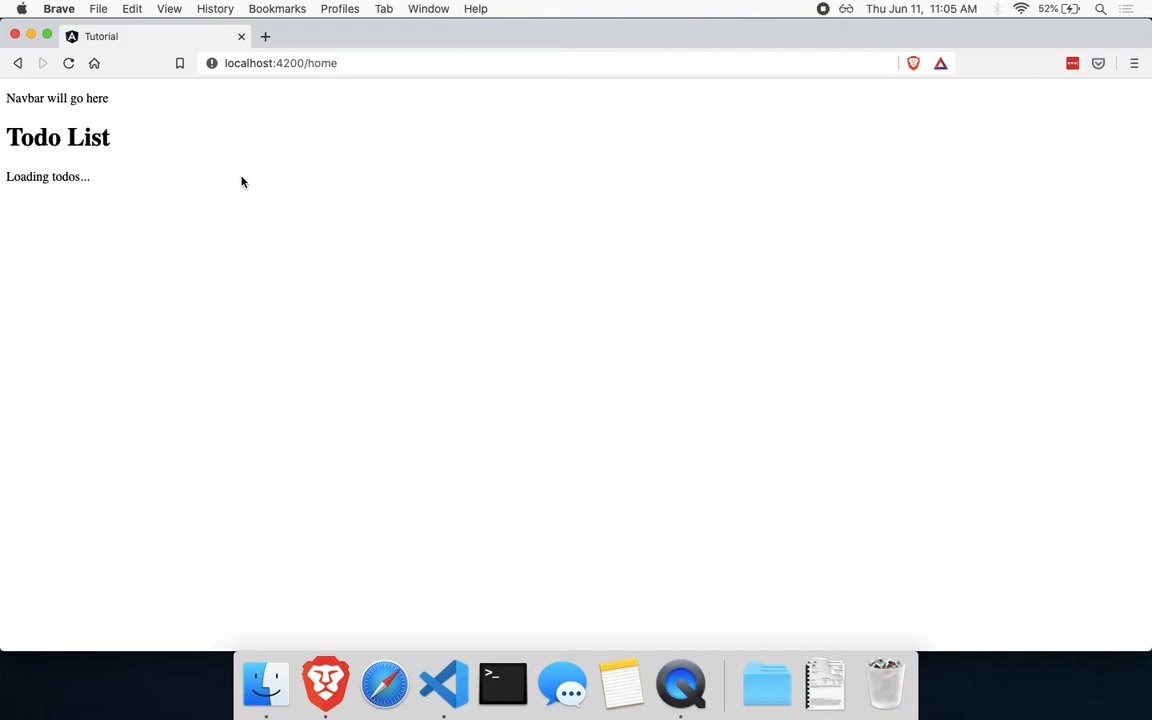 Brave File Edit View History Bookmarks Profiles Tab Window Help Thu Jun 11, 11:05 AM 52%
Tutorial
localhost:4200/home
Navbar will go here
Todo List
Loading todos...
>_